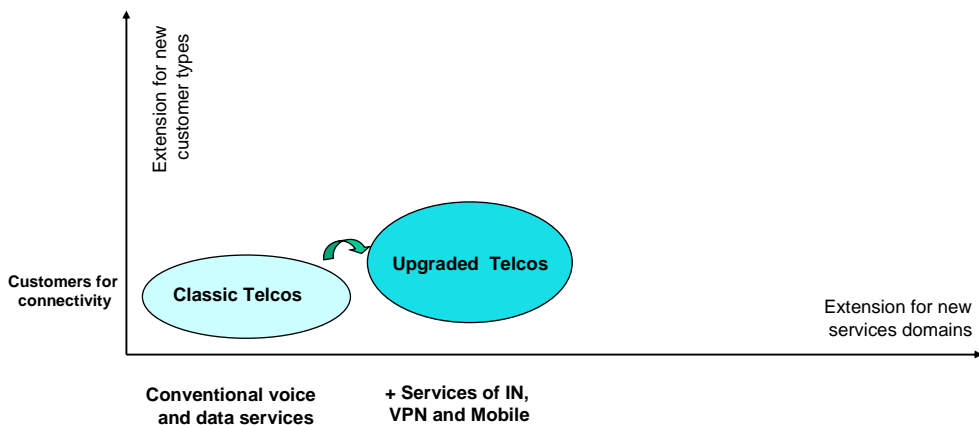 Extension for new
customer types
Upgraded Telcos
Classic Telcos
Customers for
connectivity
Extension for new
services domains
Conventional voice
and data services
+ Services of IN,
VPN and Mobile